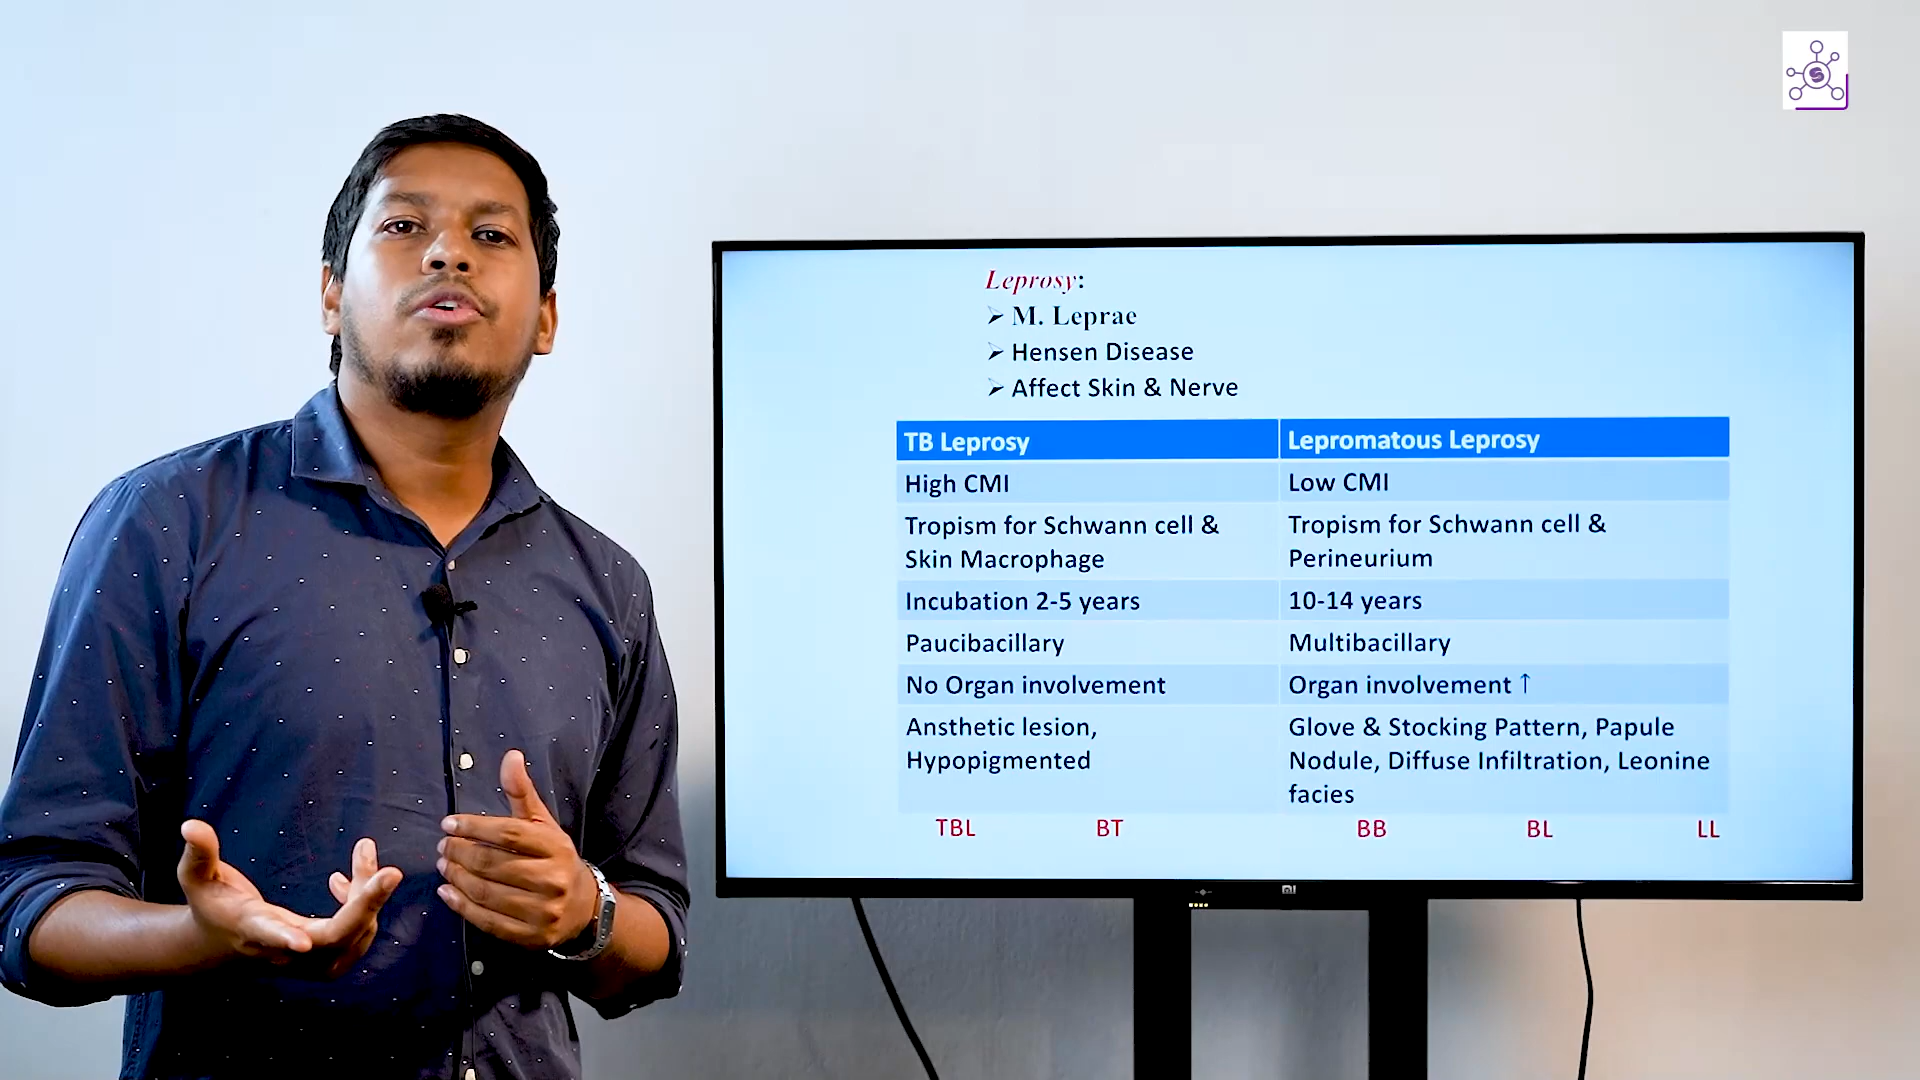 Leprosy:
➢ M. Leprae
➢ Hensen Disease
➢ Affect Skin & Nerve
TB Leprosy
Lepromatous Leprosy
High CMI
Low CMI
Tropism for Schwann cell &
Skin Macrophage
Tropism for Schwann cell &
Perineurium
Incubation 2-5 years
10-14 years
Paucibacillary
Multibacillary
No Organ involvement
Organ involvement ↑
Ansthetic lesion,
Hypopigmented
Glove & Stocking Pattern, Papule
Nodule, Diffuse Infiltration, Leonine
facies
TBL BT BB BL LL
mi
S